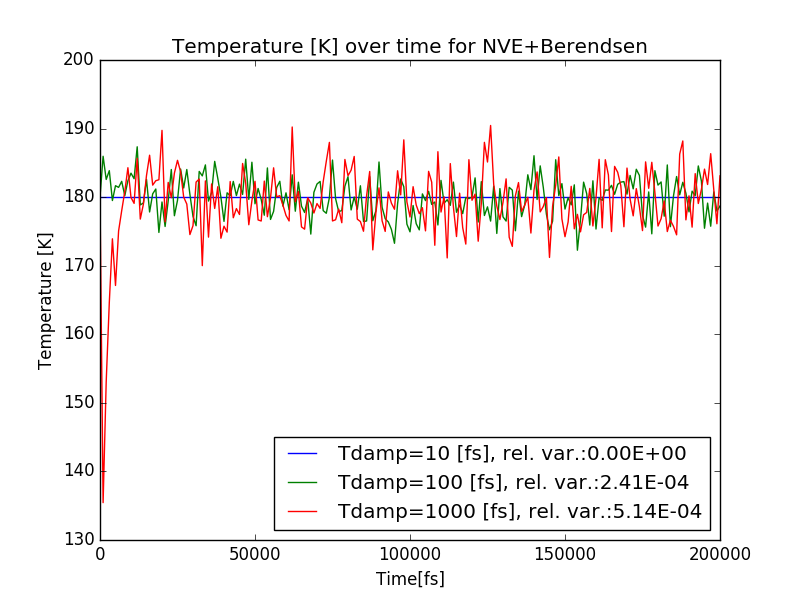 Temperature [K] over time for NVE+Berendsen
200
190
180
170
160
150
140
130
Temperature [K]
Tdamp=10 [fs], rel. var.:0.00E+00
Tdamp=100 [fs], rel. var.:2.41E-04
Tdamp=1000 [fs], rel. var.:5.14E-04
0 50000 100000 150000 200000
Time[fs]